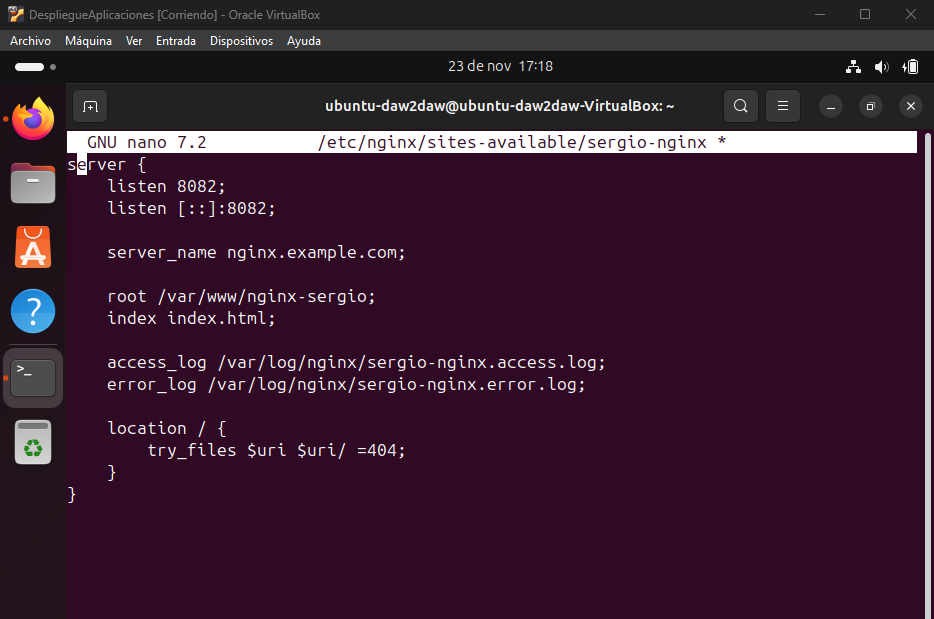 DespliegueAplicaciones [Corriendo] - Oracle VirtualBox
Archivo Máquina Ver Entrada Dispositivos Ayuda
23 de nov 17:18
ubuntu-daw2daw@ubuntu-daw2daw-VirtualBox: ~
GNU nano 7.2 /etc/nginx/sites-available/sergio-nginx *
server {
    listen 8082;
    listen [::]:8082;
    server_name nginx.example.com;
    root /var/www/nginx-sergio;
    index index.html;
    access_log /var/log/nginx/sergio-nginx.access.log;
    error_log /var/log/nginx/sergio-nginx.error.log;
    location / {
        try_files $uri $uri/ =404;
    }
}